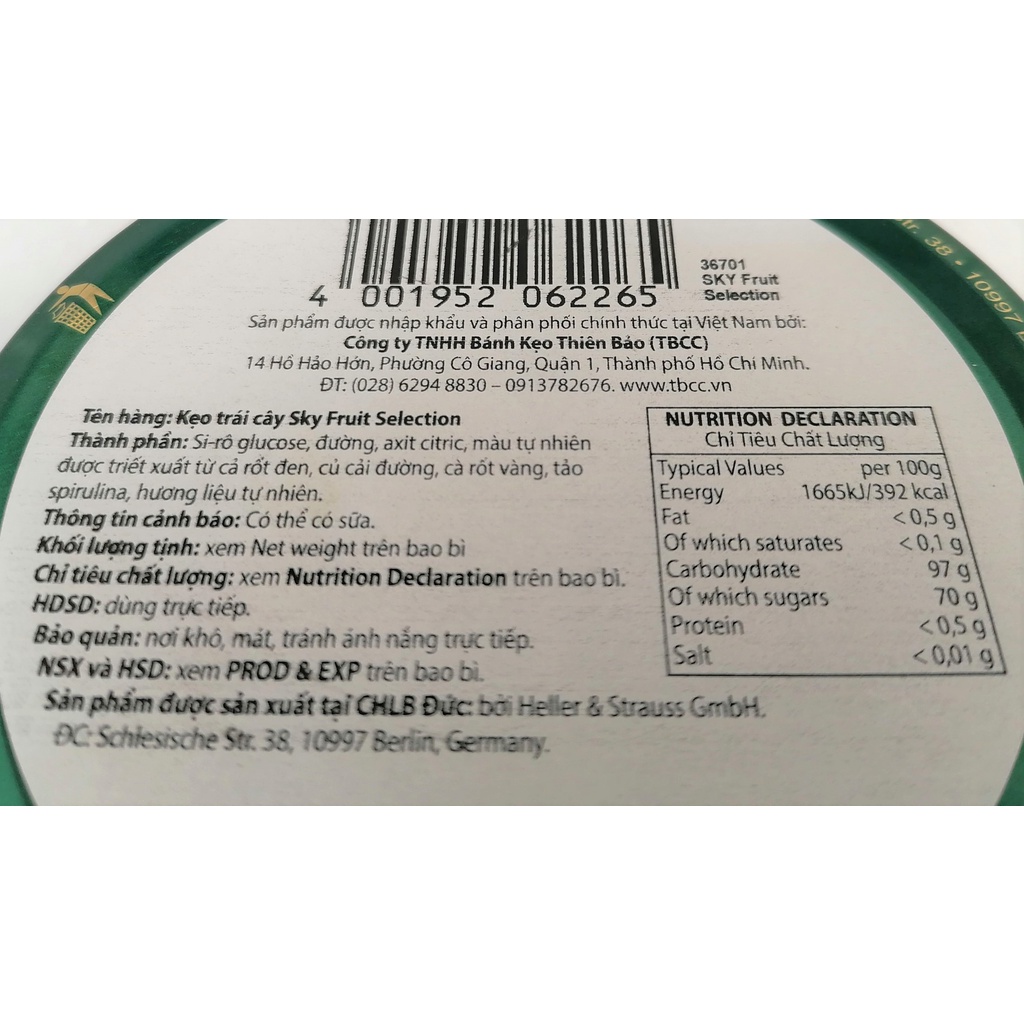 tr. 38 • 10997
4 001952 062265
36701
SKY Fruit
Selection
Sản phẩm được nhập khẩu và phân phối chính thức tại Việt Nam bởi:
Công ty TNHH Bánh Kẹo Thiên Bảo (TBCC)
14 Hồ Hảo Hớn, Phường Cô Giang, Quận 1, Thành phố Hồ Chí Minh.
ĐT: (028) 6294 8830 – 0913782676. www.tbcc.vn
Tên hàng: Kẹo trái cây Sky Fruit Selection
Thành phần: Si-rô glucose, đường, axit citric, màu tự nhiên
được triết xuất từ cà rốt đen, củ cải đường, cà rốt vàng, tảo
spirulina, hương liệu tự nhiên.
Thông tin cảnh báo: Có thể có sữa.
Khối lượng tịnh: xem Net weight trên bao bì
Chỉ tiêu chất lượng: xem Nutrition Declaration trên bao bì.
HDSD: dùng trực tiếp.
Bảo quản: nơi khô, mát, tránh ánh nắng trực tiếp.
NSX và HSD: xem PROD & EXP trên bao bì.
Sản phẩm được sản xuất tại CHLB Đức: bởi Heller & Strauss GmbH.
ĐC: Schlesische Str. 38, 10997 Berlin, Germany.
NUTRITION DECLARATION
Chỉ Tiêu Chất Lượng
Typical Values per 100g
Energy 1665kJ/392 kcal
Fat <0,5 g
Of which saturates <0,1 g
Carbohydrate 97 g
Of which sugars 70 g
Protein <0,5 g
Salt <0,01 g